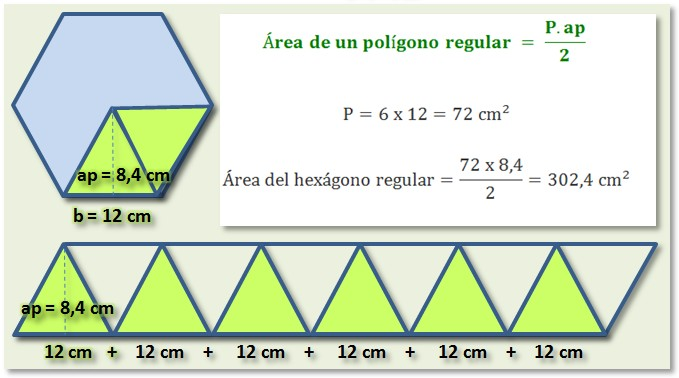 Área de un polígono regular = P. ap / 2
P = 6 x 12 = 72 cm²
Área del hexágono regular = 72 x 8,4 / 2 = 302,4 cm²
ap = 8,4 cm
b = 12 cm
ap = 8,4 cm
12 cm + 12 cm + 12 cm + 12 cm + 12 cm + 12 cm